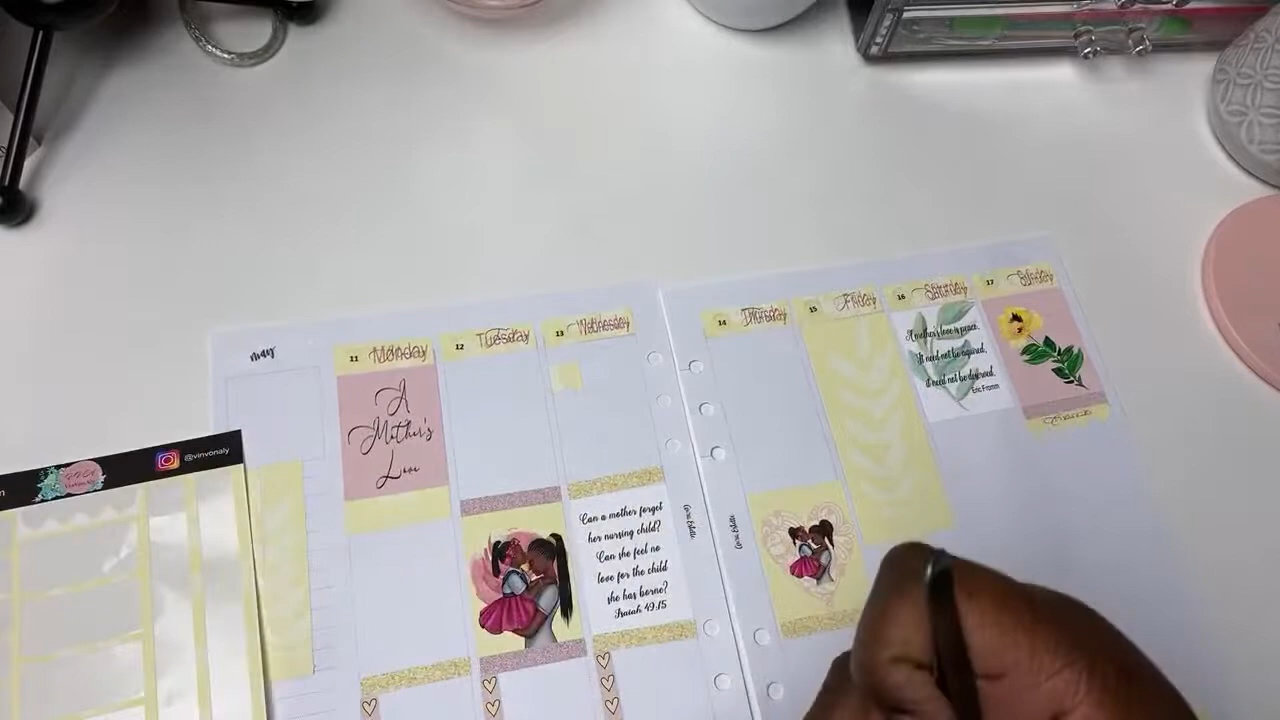 @vinvonaly
may
11 Monday
A
Mother's
Love
12 Tuesday
13 Wednesday
Can a mother forget
her nursing child?
Can she feel no
love for the child
she has borne?
Isaiah 49:15
14 Thursday
15 Friday
16 Saturday
A mother's love is peace.
It need not be acquired,
it need not be deserved.
Eric Fromm
17 Sunday